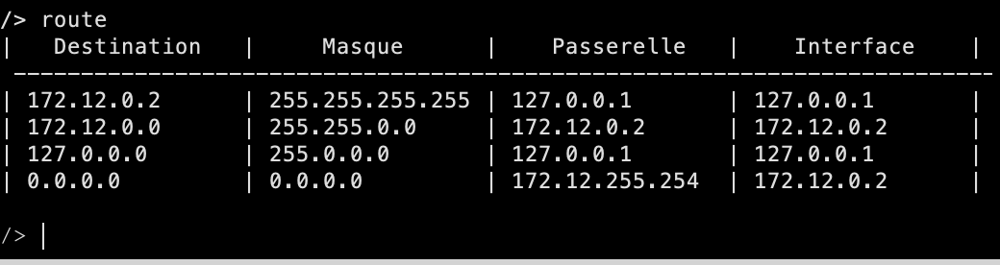 /> route
|   Destination   |     Masque      |    Passerelle   |    Interface    |
-------------------------------------------------------------------------
| 172.12.0.2      | 255.255.255.255 | 127.0.0.1       | 127.0.0.1       |
| 172.12.0.0      | 255.255.0.0     | 172.12.0.2      | 172.12.0.2      |
| 127.0.0.0       | 255.0.0.0       | 127.0.0.1       | 127.0.0.1       |
| 0.0.0.0         | 0.0.0.0         | 172.12.255.254  | 172.12.0.2      |
/>